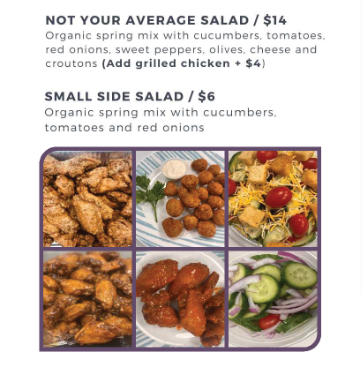 NOT YOUR AVERAGE SALAD / $14
Organic spring mix with cucumbers, tomatoes,
red onions, sweet peppers, olives, cheese and
croutons (Add grilled chicken + $4)
SMALL SIDE SALAD / $6
Organic spring mix with cucumbers,
tomatoes and red onions